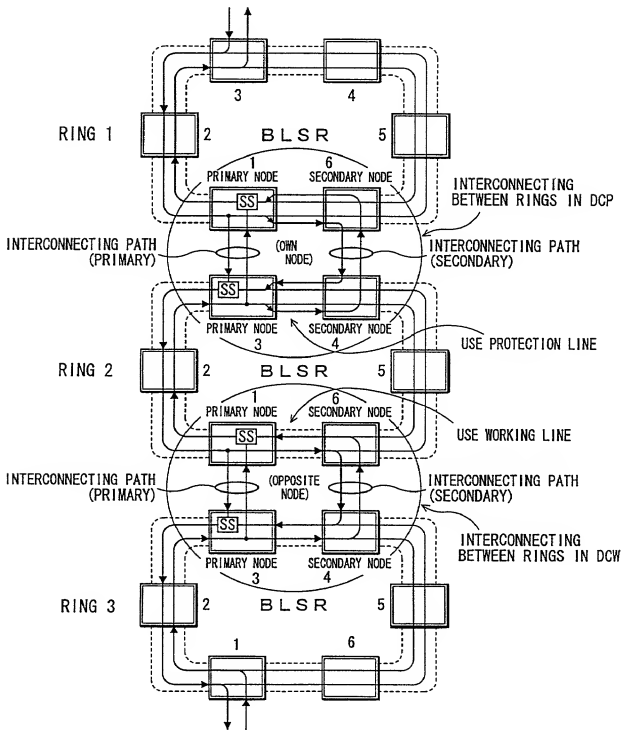 3
4
RING 1
2
BLSR
5
1
6
PRIMARY NODE
SECONDARY NODE
SS
INTERCONNECTING
BETWEEN RINGS IN DCP
INTERCONNECTING PATH
(PRIMARY)
(OWN
NODE)
INTERCONNECTING PATH
(SECONDARY)
SS
PRIMARY NODE
SECONDARY NODE
3
4
USE PROTECTION LINE
RING 2
2
BLSR
5
1
6
PRIMARY NODE
SECONDARY NODE
USE WORKING LINE
SS
INTERCONNECTING PATH
(PRIMARY)
(OPPOSITE
NODE)
INTERCONNECTING PATH
(SECONDARY)
SS
INTERCONNECTING
BETWEEN RINGS IN DCW
PRIMARY NODE
SECONDARY NODE
3
4
RING 3
2
BLSR
5
1
6